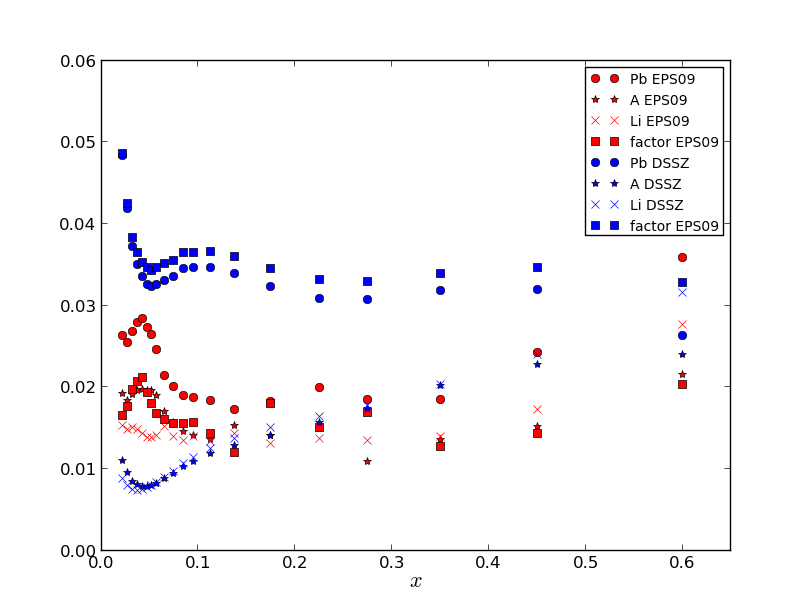 0.06
0.05
0.04
0.03
0.02
0.01
0.00
0.0 0.1 0.2 0.3 0.4 0.5 0.6
x
Pb EPS09
A EPS09
Li EPS09
factor EPS09
Pb DSSZ
A DSSZ
Li DSSZ
factor EPS09